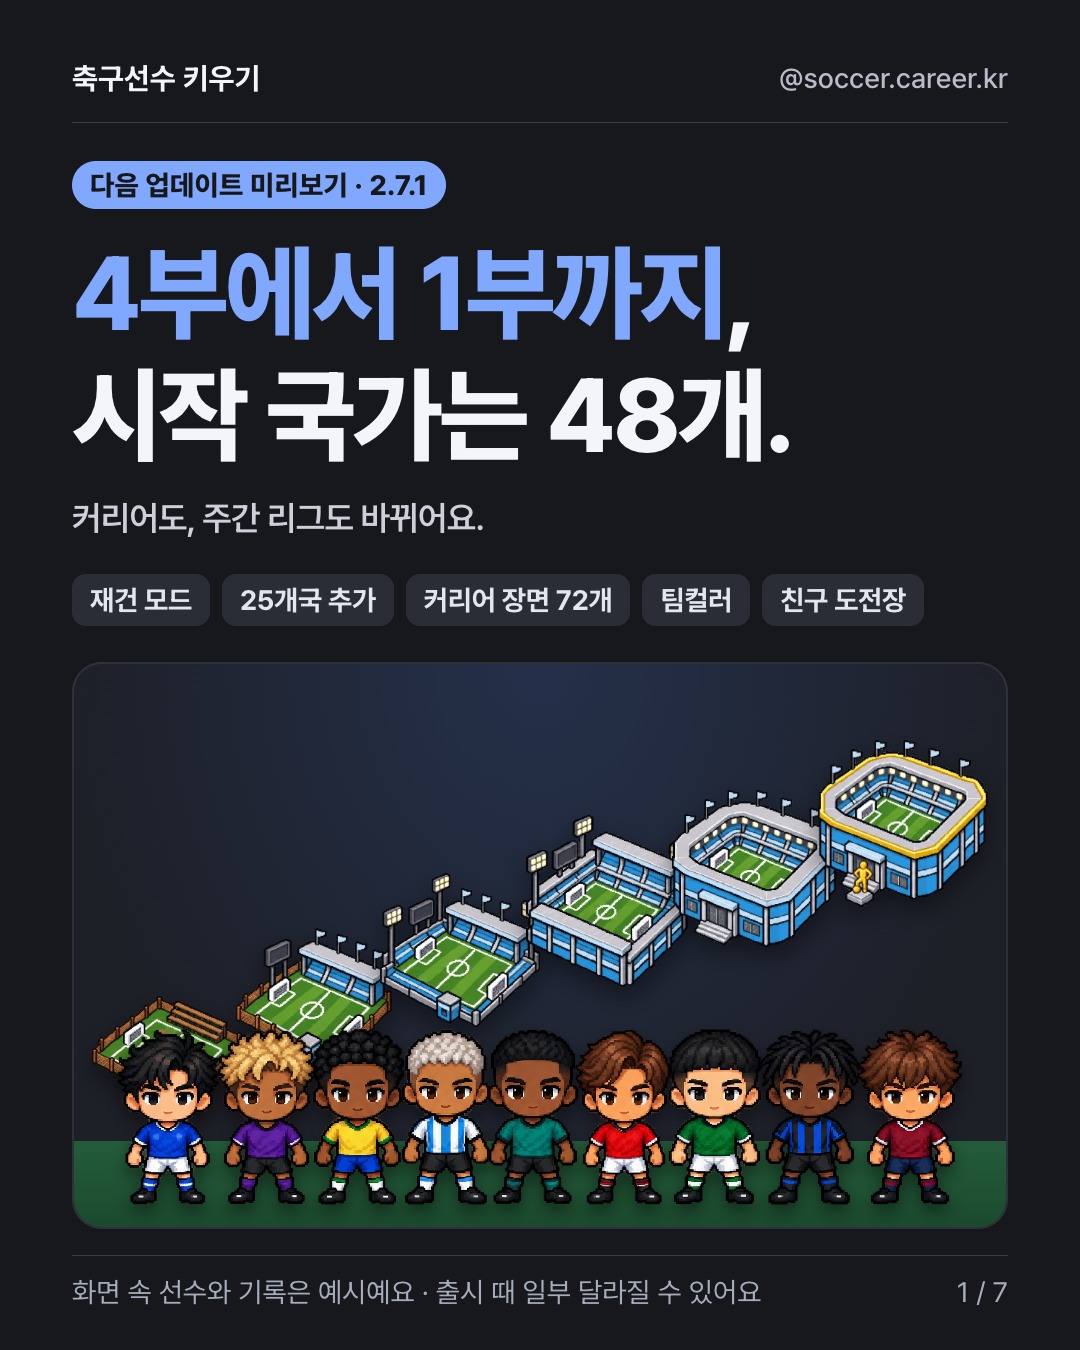 축구선수 키우기
@soccer.career.kr
다음 업데이트 미리보기 · 2.7.1
4부에서 1부까지,
시작 국가는 48개.
커리어도, 주간 리그도 바뀌어요.
재건 모드
25개국 추가
커리어 장면 72개
팀컬러
친구 도전장
화면 속 선수와 기록은 예시예요 · 출시 때 일부 달라질 수 있어요
1 / 7